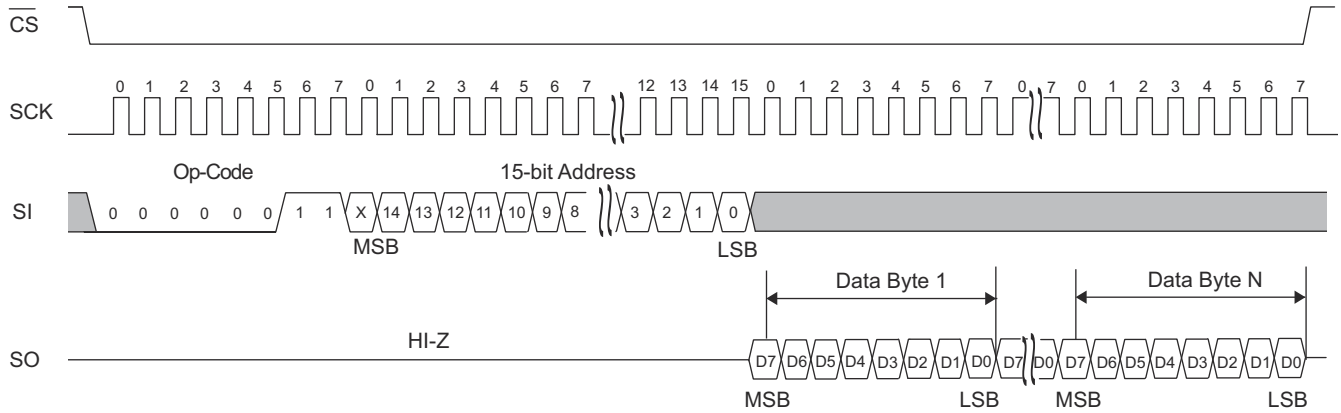 CS
0 1 2 3 4 5 6 7 0 1 2 3 4 5 6 7 12 13 14 15 0 1 2 3 4 5 6 7 0 7 0 1 2 3 4 5 6 7
SCK
Op-Code 15-bit Address
SI 0 0 0 0 0 0 1 1 X 14 13 12 11 10 9 8 3 2 1 0
MSB LSB
Data Byte 1 Data Byte N
HI-Z
SO D7 D6 D5 D4 D3 D2 D1 D0 D7 D0 D7 D6 D5 D4 D3 D2 D1 D0
MSB LSB MSB LSB